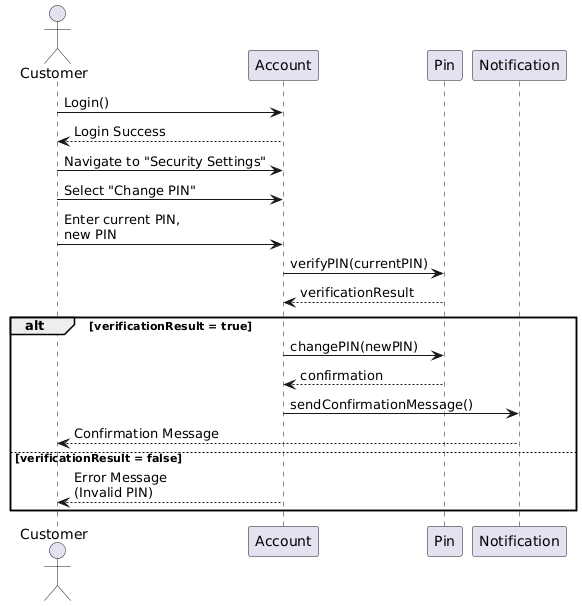 Customer
Account
Pin
Notification
Login()
Login Success
Navigate to "Security Settings"
Select "Change PIN"
Enter current PIN,
new PIN
verifyPIN(currentPIN)
verificationResult
alt
[verificationResult = true]
changePIN(newPIN)
confirmation
sendConfirmationMessage()
Confirmation Message
[verificationResult = false]
Error Message
(Invalid PIN)
Customer
Account
Pin
Notification